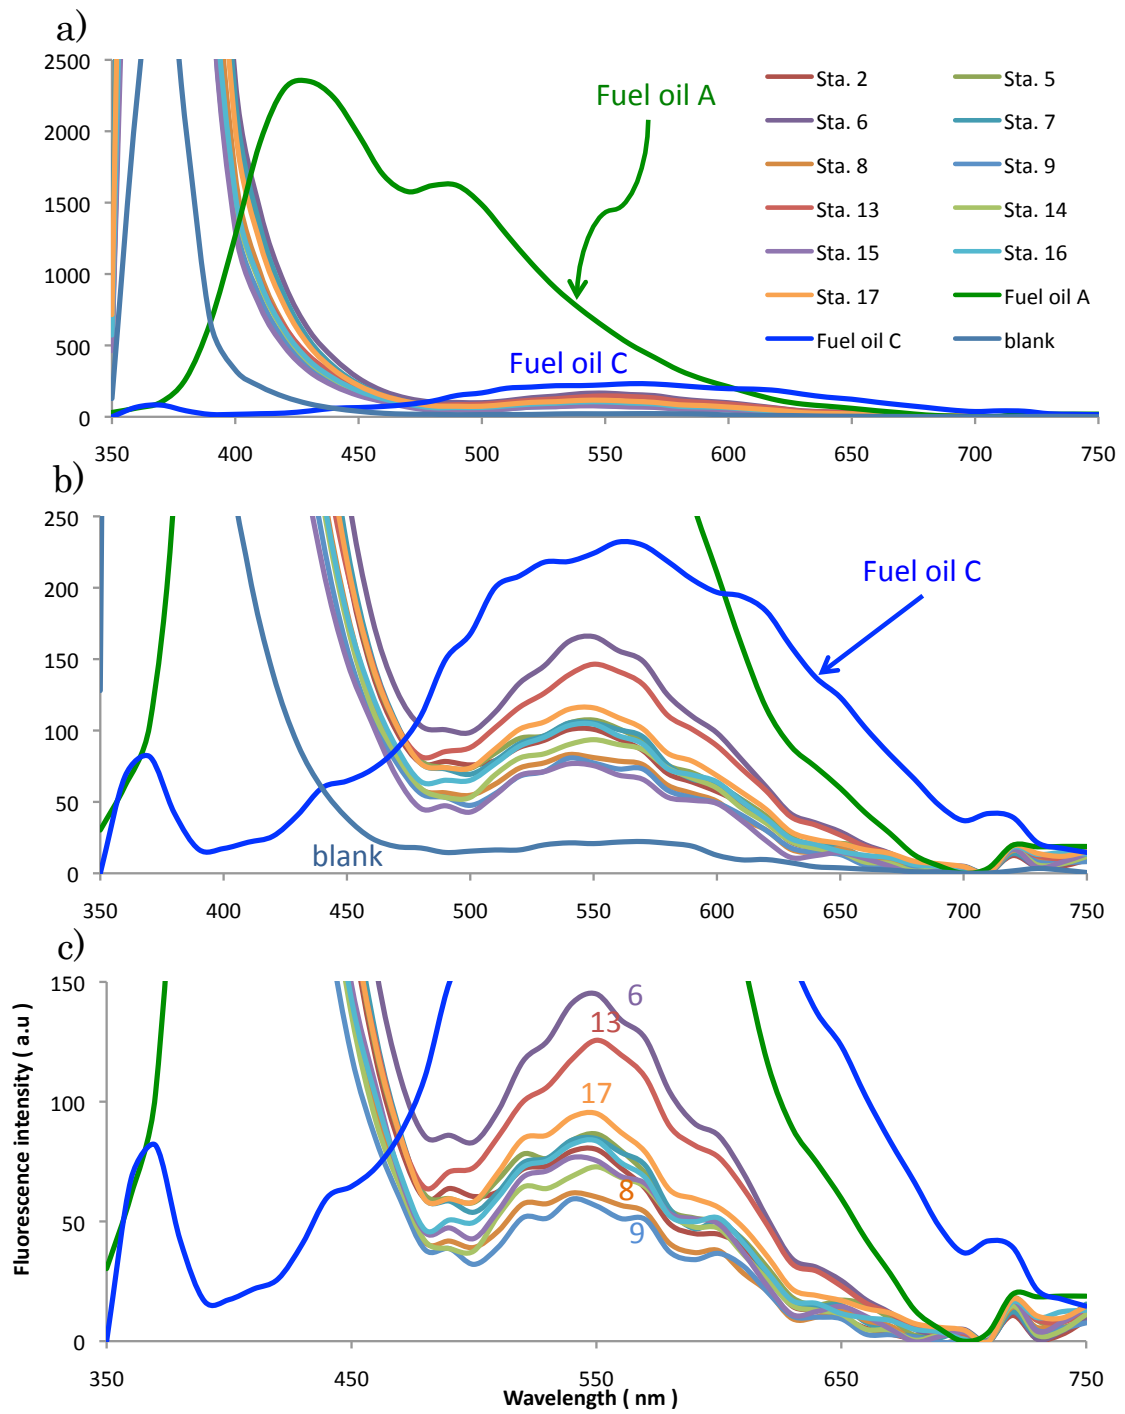 a)
2500
2000
1500
1000
500
0
Fuel oil A
Fuel oil C
Sta. 2 Sta. 5
Sta. 6 Sta. 7
Sta. 8 Sta. 9
Sta. 13 Sta. 14
Sta. 15 Sta. 16
Sta. 17 Fuel oil A
Fuel oil C blank
350 400 450 500 550 600 650 700 750
b)
250
200
150
100
50
0
Fuel oil C
blank
350 400 450 500 550 600 650 700 750
c)
150
100
50
0
Fluorescence intensity ( a.u )
6
13
17
8
9
350 450 550 650 750
Wavelength ( nm )